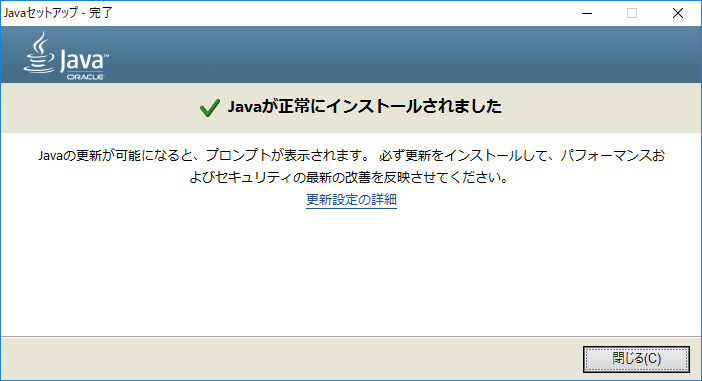 Javaセットアップ - 完了
Java™
ORACLE
Javaが正常にインストールされました
Javaの更新が可能になると、プロンプトが表示されます。 必ず更新をインストールして、パフォーマンスお
よびセキュリティの最新の改善を反映させてください。
更新設定の詳細
閉じる(C)